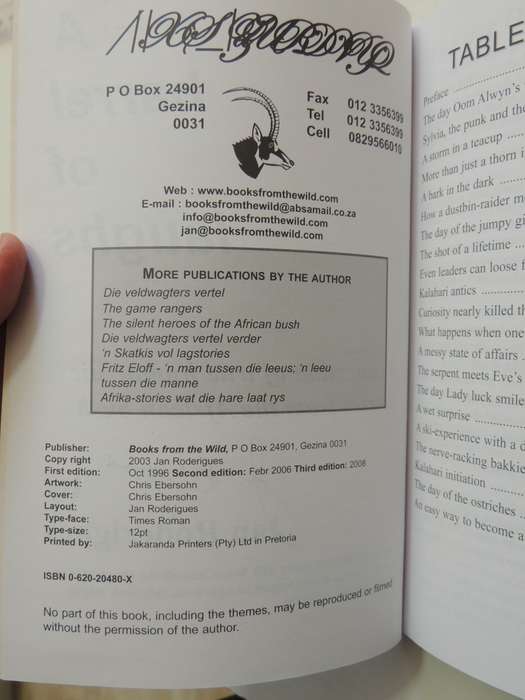 P O Box 24901
Gezina
0031
Fax 012 3356399
Tel 012 3356399
Cell 0829566010
Web : www.booksfromthewild.com
E-mail : booksfromthewild@absamail.co.za
info@booksfromthewild.com
jan@booksfromthewild.com
MORE PUBLICATIONS BY THE AUTHOR
Die veldwagters vertel
The game rangers
The silent heroes of the African bush
Die veldwagters vertel verder
'n Skatkis vol lagstories
Fritz Eloff - 'n man tussen die leeus; 'n leeu
tussen die manne
Afrika-stories wat die hare laat rys
Publisher: Books from the Wild, P O Box 24901, Gezina 0031
Copy right 2003 Jan Roderigues
First edition: Oct 1996 Second edition: Febr 2006 Third edition: 2008
Artwork: Chris Ebersohn
Cover: Chris Ebersohn
Layout: Jan Roderigues
Type-face: Times Roman
Type-size: 12pt
Printed by: Jakaranda Printers (Pty) Ltd in Pretoria
ISBN 0-620-20480-X
No part of this book, including the themes, may be reproduced or filmed
without the permission of the author.
TABLE
Preface
The day Oom Alwyn's
Sylvia, the punk and the
A storm in a teacup
More than just a thorn i
A bark in the dark
How a dustbin-raider m
The day of the jumpy gi
The shot of a lifetime
Even leaders can loose f
Kalahari antics
Curiosity nearly killed th
What happens when one
A messy state of affairs
The serpent meets Eve's
The day Lady luck smile
A wet surprise
A ski-experience with a c
The nerve-racking bakkie
Kalahari initiation
The day of the ostriches
An easy way to become a